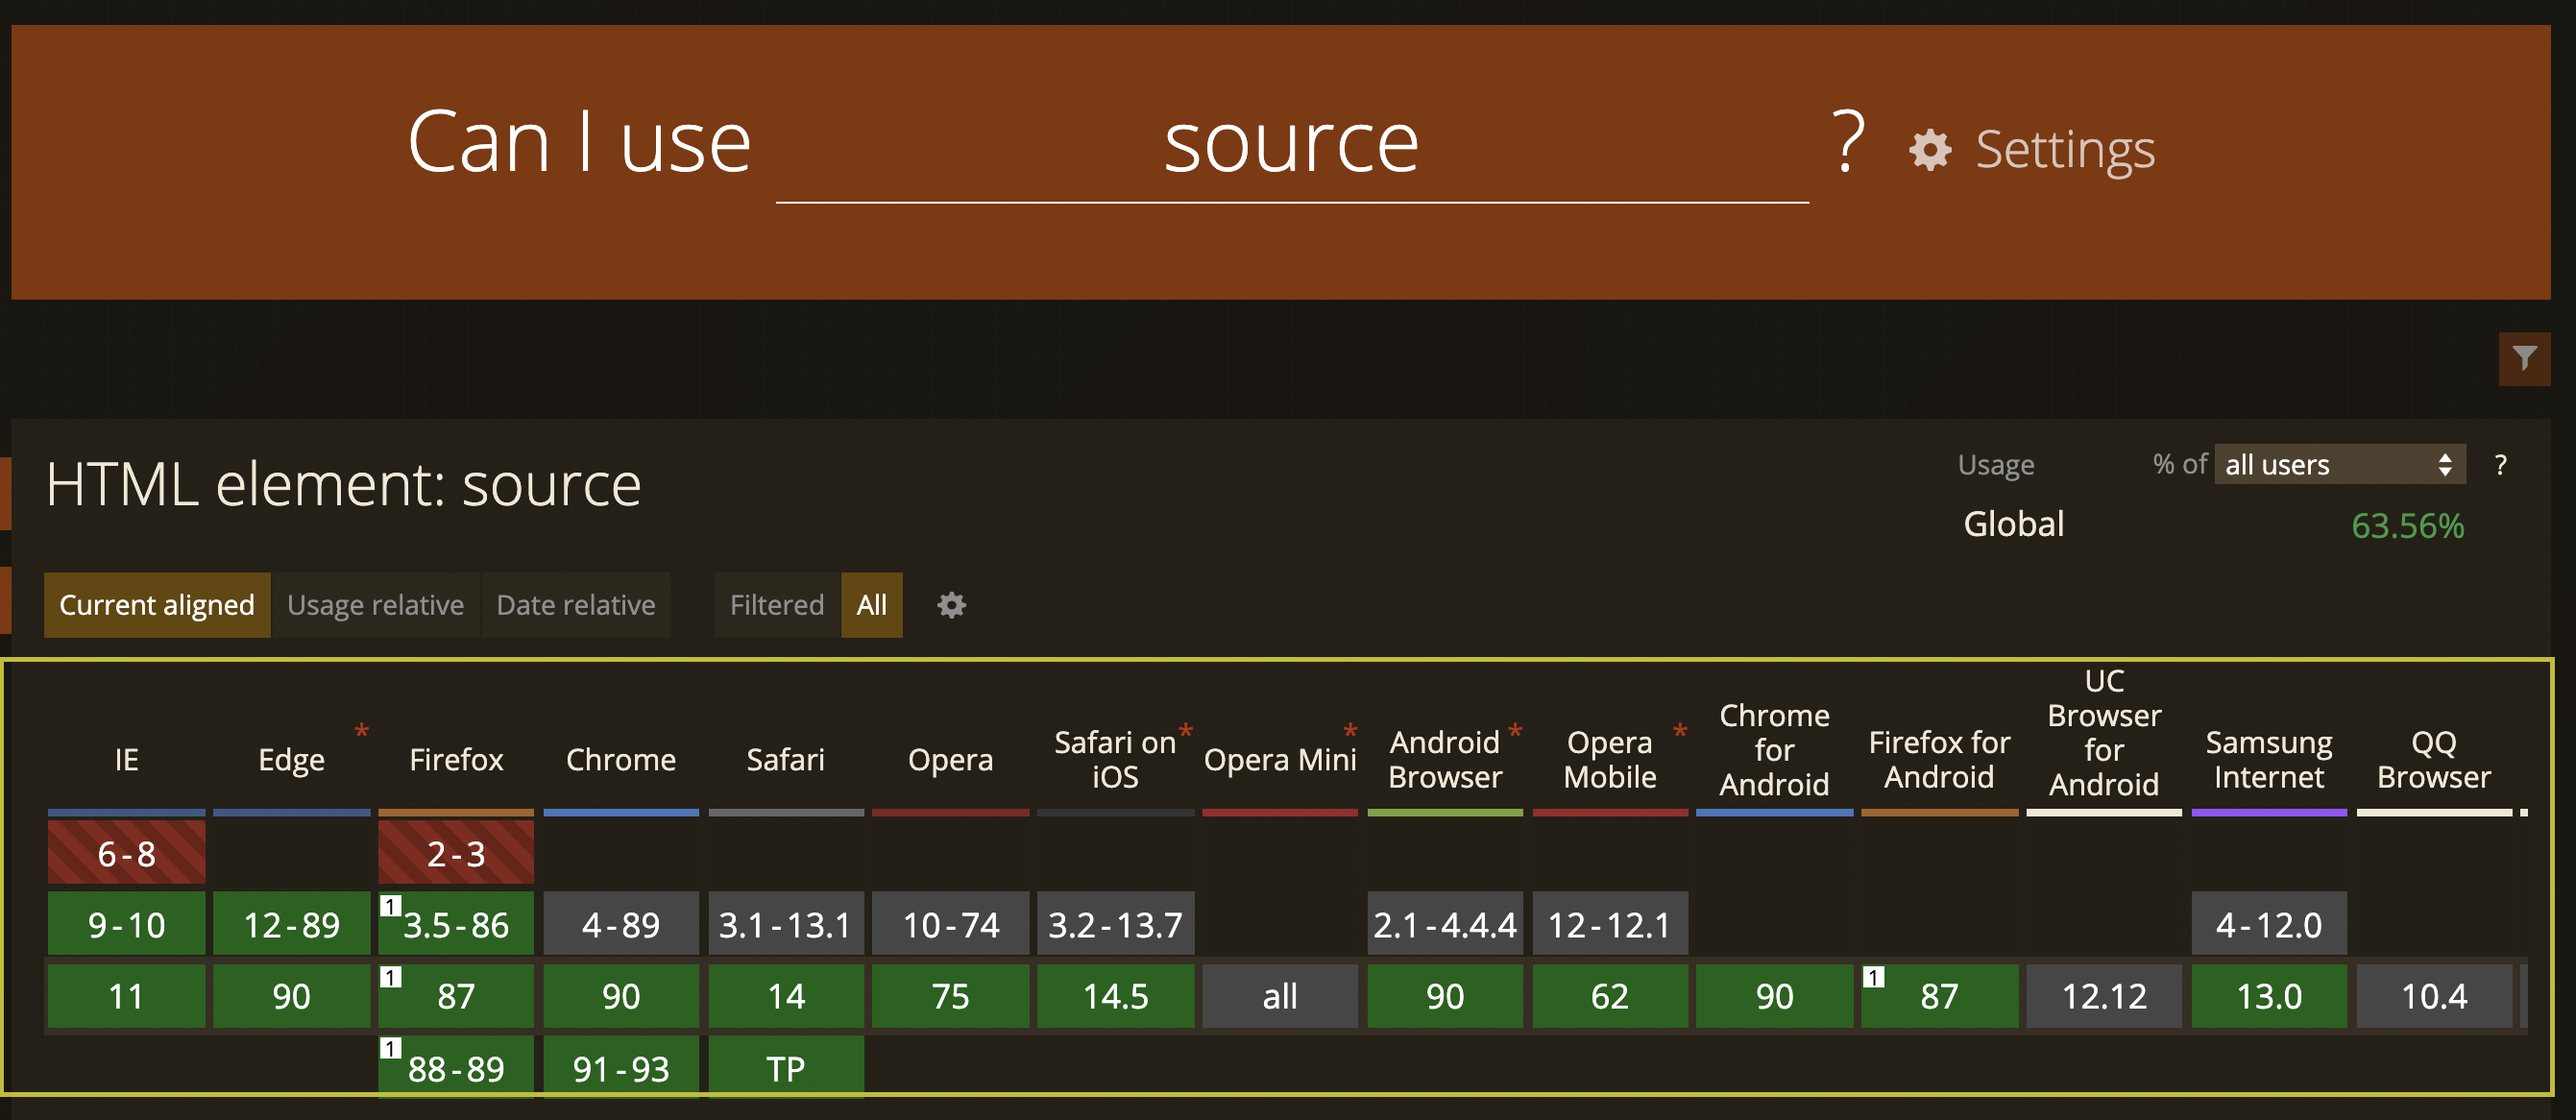 Can I use source ? Settings
HTML element: source
Usage % of all users ?
Global 63.56%
Current aligned Usage relative Date relative Filtered All
IE Edge * Firefox Chrome Safari Opera Safari on iOS * Opera Mini * Android Browser * Opera Mobile * Chrome for Android Firefox for Android UC Browser for Android Samsung Internet QQ Browser
6-8 2-3
9-10 12-89 1 3.5-86 4-89 3.1-13.1 10-74 3.2-13.7 2.1-4.4.4 12-12.1 4-12.0
11 90 1 87 90 14 75 14.5 all 90 62 90 1 87 12.12 13.0 10.4
1 88-89 91-93 TP